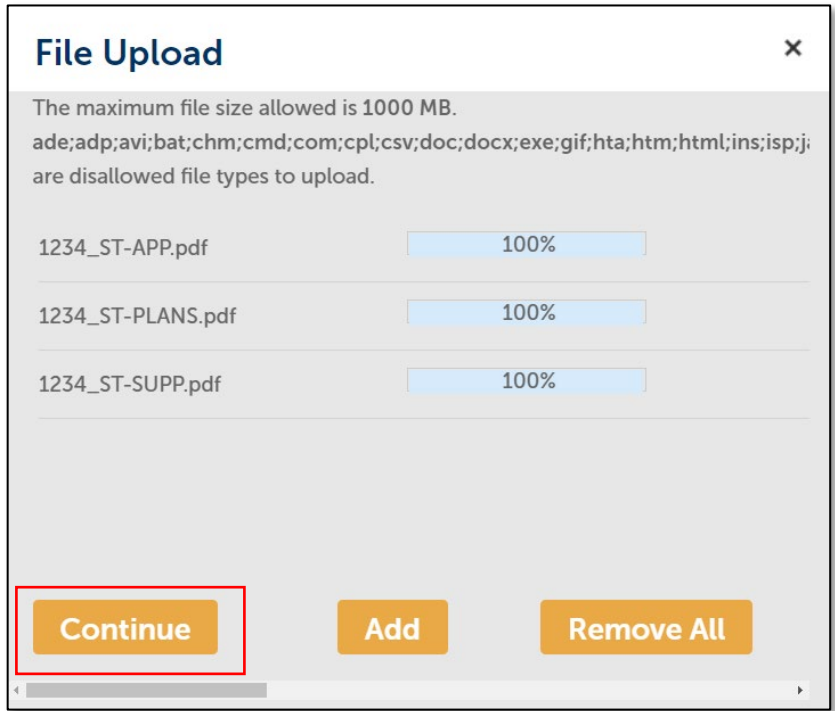 File Upload ×
The maximum file size allowed is 1000 MB.
ade;adp;avi;bat;chm;cmd;com;cpl;csv;doc;docx;exe;gif;hta;htm;html;ins;isp;
are disallowed file types to upload.
1234_ST-APP.pdf 100%
1234_ST-PLANS.pdf 100%
1234_ST-SUPP.pdf 100%
Continue Add Remove All